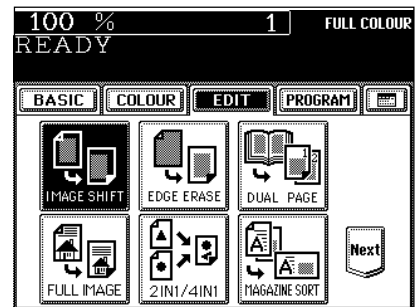 100 % 1 FULL COLOUR
READY
BASIC COLOUR EDIT PROGRAM
IMAGE SHIFT EDGE ERASE DUAL PAGE
FULL IMAGE 2IN1/4IN1 MAGAZINE SORT
Next